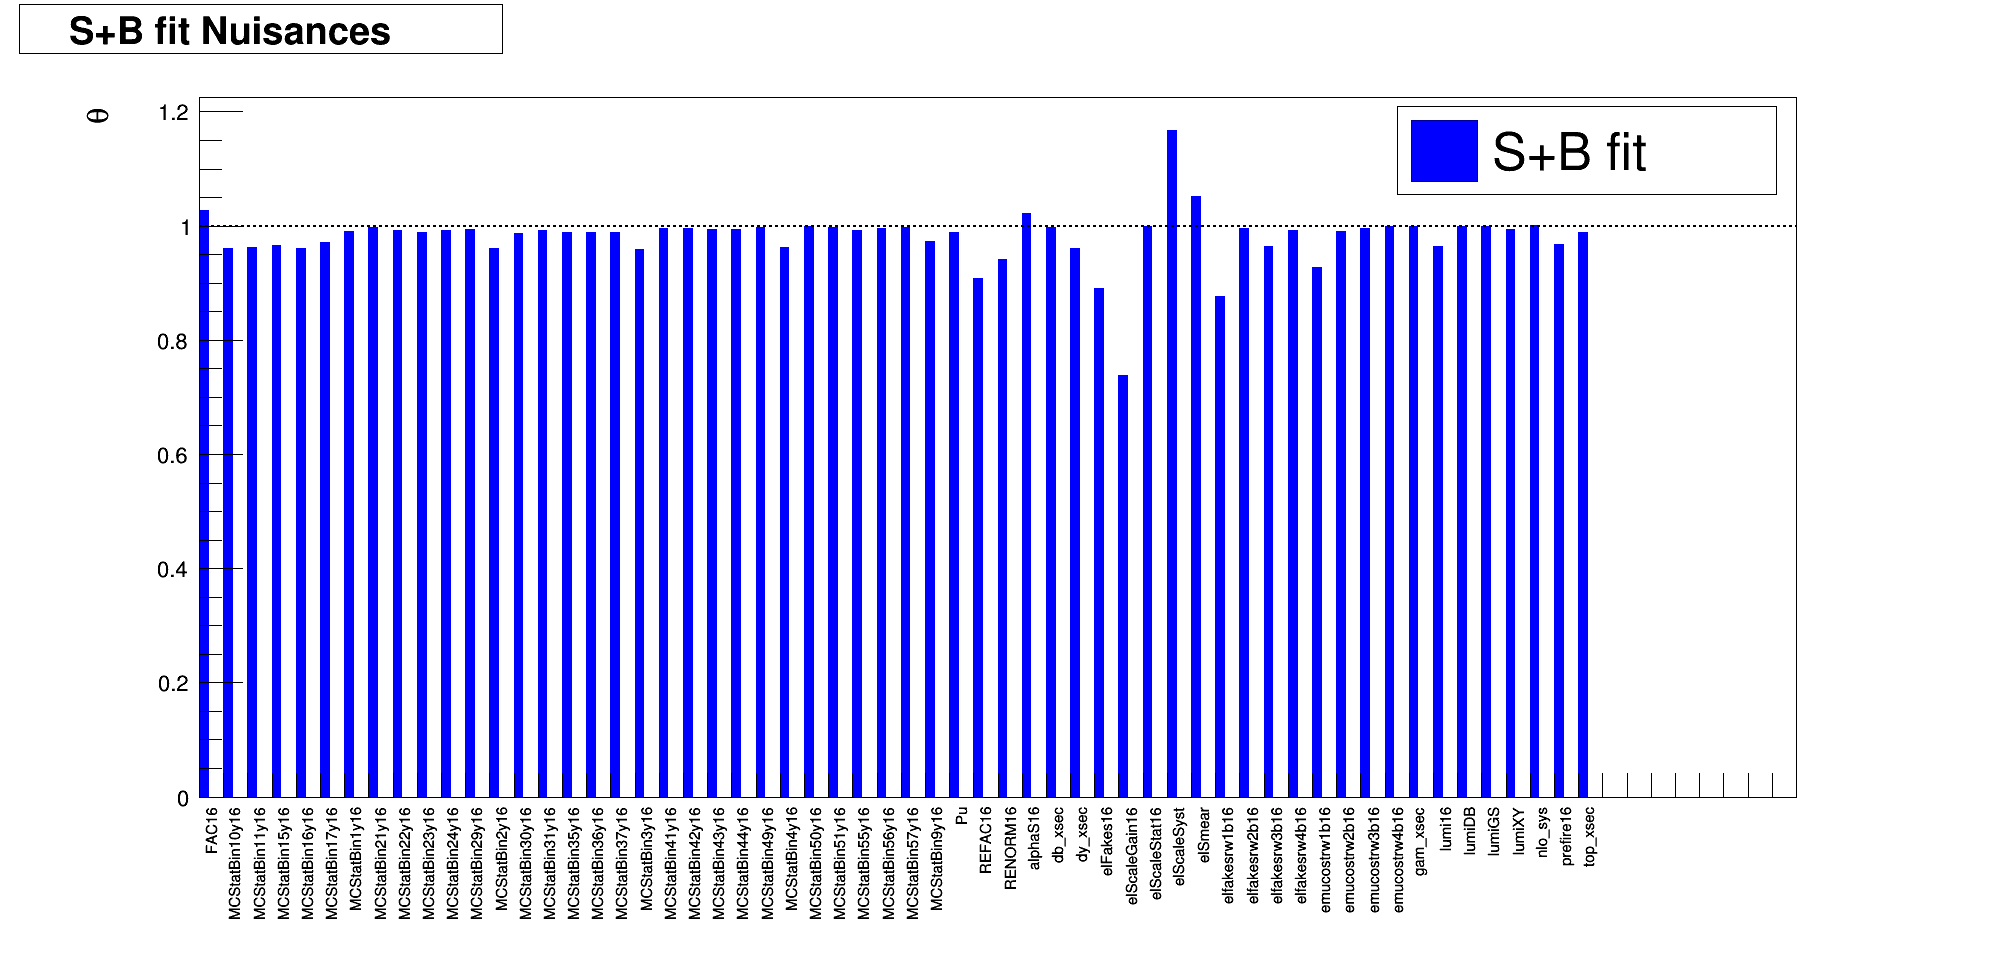 S+B fit Nuisances
θ
1.2
1
0.8
0.6
0.4
0.2
0
S+B fit
FAC16
MCStatBin10y16
MCStatBin11y16
MCStatBin15y16
MCStatBin16y16
MCStatBin17y16
MCStatBin1y16
MCStatBin21y16
MCStatBin22y16
MCStatBin23y16
MCStatBin24y16
MCStatBin29y16
MCStatBin2y16
MCStatBin30y16
MCStatBin31y16
MCStatBin35y16
MCStatBin36y16
MCStatBin37y16
MCStatBin3y16
MCStatBin41y16
MCStatBin42y16
MCStatBin43y16
MCStatBin44y16
MCStatBin49y16
MCStatBin4y16
MCStatBin50y16
MCStatBin51y16
MCStatBin55y16
MCStatBin56y16
MCStatBin57y16
MCStatBin9y16
Pu
REFAC16
RENORM16
alphaS16
db_xsec
dy_xsec
elFakes16
elScaleGain16
elScaleStat16
elScaleSyst
elSmear
elfakesrw1b16
elfakesrw2b16
elfakesrw3b16
elfakesrw4b16
emucostrw1b16
emucostrw2b16
emucostrw3b16
emucostrw4b16
gam_xsec
lumi16
lumiDB
lumiGS
lumiXY
nlo_sys
prefire16
top_xsec